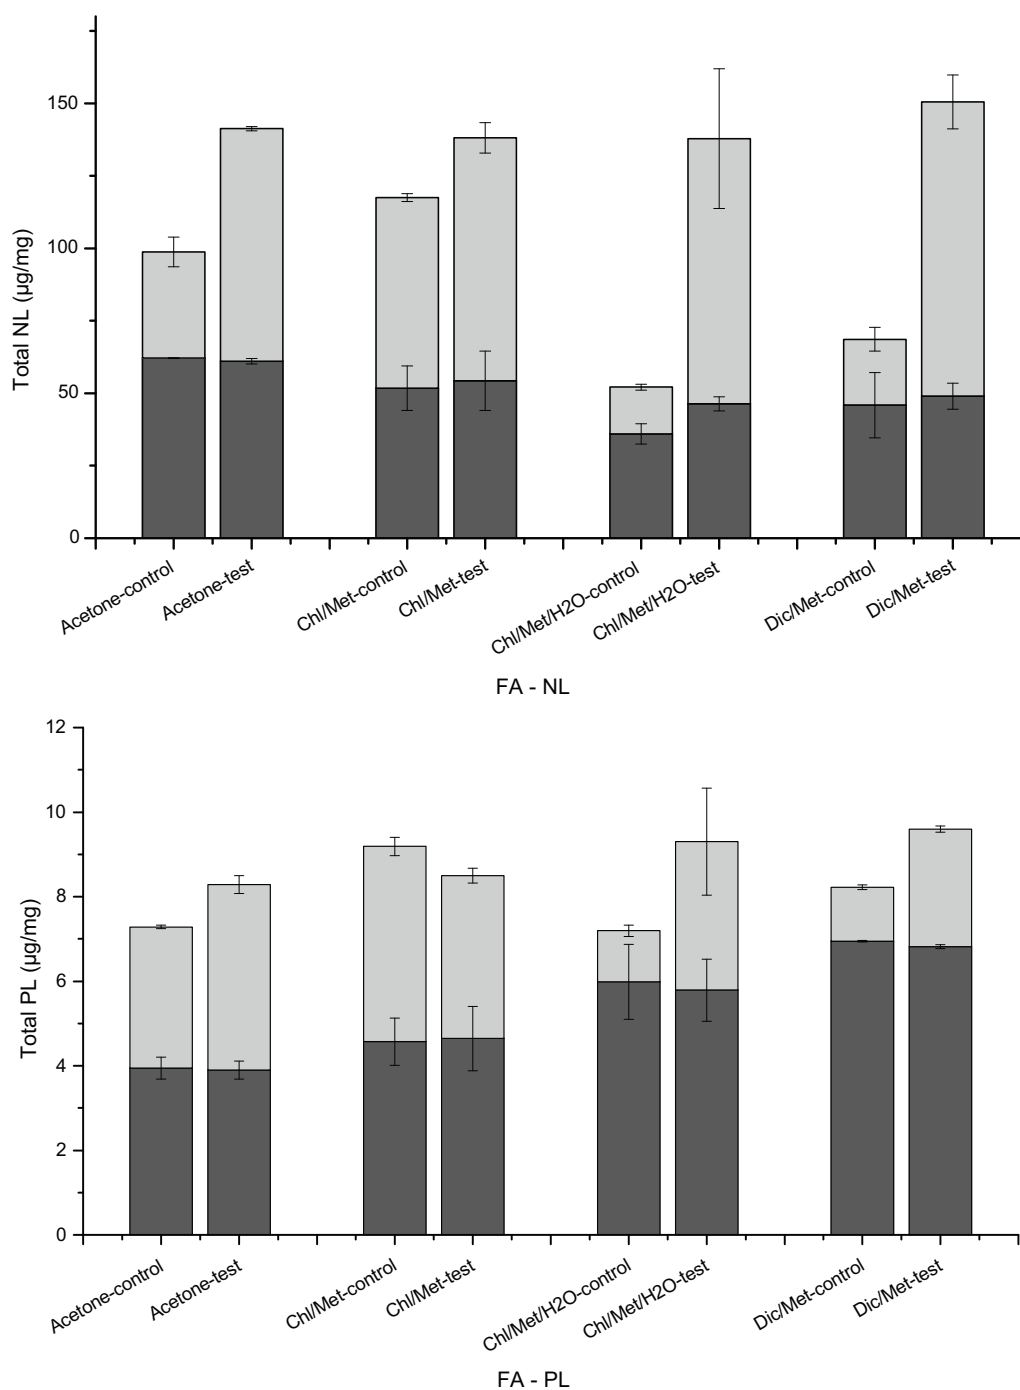 150
100
50
0
Total NL (µg/mg)
Acetone-control
Acetone-test
Chl/Met-control
Chl/Met-test
Chl/Met/H2O-control
Chl/Met/H2O-test
Dic/Met-control
Dic/Met-test
FA - NL
12
10
8
6
4
2
0
Total PL (µg/mg)
Acetone-control
Acetone-test
Chl/Met-control
Chl/Met-test
Chl/Met/H2O-control
Chl/Met/H2O-test
Dic/Met-control
Dic/Met-test
FA - PL